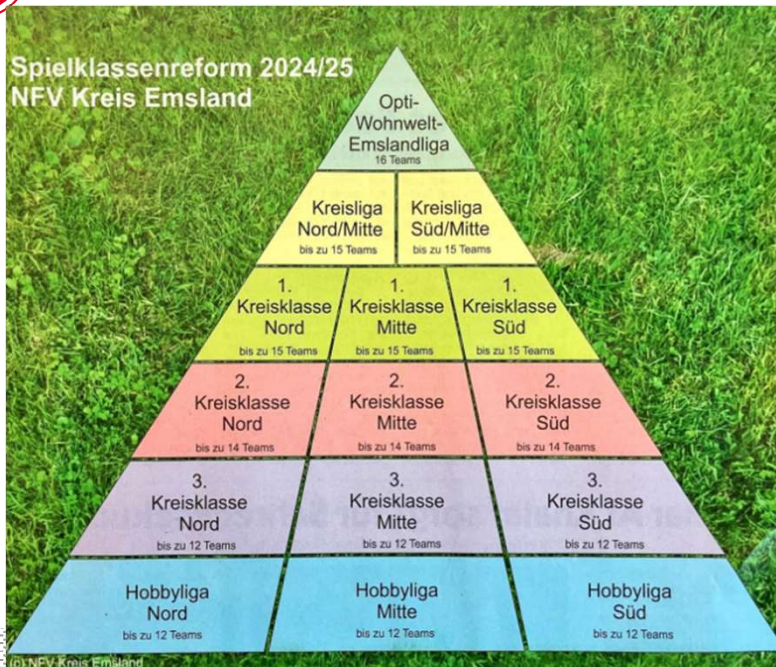 Spielklassenreform 2024/25
NFV Kreis Emsland
Opti-
Wohnwelt-
Emslandliga
16 Teams
Kreisliga
Nord/Mitte
bis zu 15 Teams
Kreisliga
Süd/Mitte
bis zu 15 Teams
1.
Kreisklasse
Nord
bis zu 15 Teams
1.
Kreisklasse
Mitte
bis zu 15 Teams
1.
Kreisklasse
Süd
bis zu 15 Teams
2.
Kreisklasse
Nord
bis zu 14 Teams
2.
Kreisklasse
Mitte
bis zu 14 Teams
2.
Kreisklasse
Süd
bis zu 14 Teams
3.
Kreisklasse
Nord
bis zu 12 Teams
3.
Kreisklasse
Mitte
bis zu 12 Teams
3.
Kreisklasse
Süd
bis zu 12 Teams
Hobbyliga
Nord
bis zu 12 Teams
Hobbyliga
Mitte
bis zu 12 Teams
Hobbyliga
Süd
bis zu 12 Teams
(c) NFV Kreis Emsland